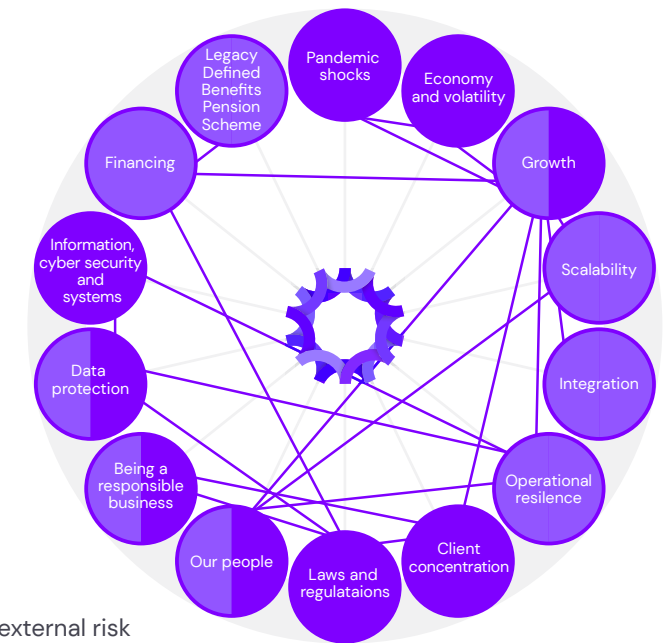 Pandemic
shocks
Economy
and volatility
Growth
Scalability
Integration
Operational
resilence
Client
concentration
Laws and
regulataions
Our people
Being a
responsible
business
Data
protection
Information,
cyber security
and
systems
Financing
Legacy
Defined
Benefits
Pension
Scheme
external risk